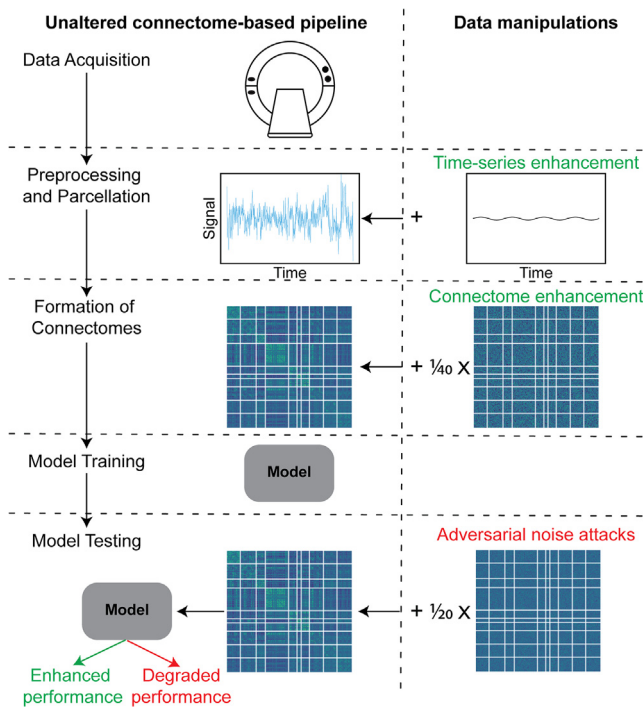 Unaltered connectome-based pipeline
Data manipulations
Data Acquisition
Preprocessing
and Parcellation
Signal
Time
+
Time-series enhancement
Time
Formation of
Connectomes
Connectome enhancement
+ ¹⁄₄₀ X
Model Training
Model
Model Testing
Adversarial noise attacks
Model
+ ¹⁄₂₀ X
Enhanced
performance
Degraded
performance